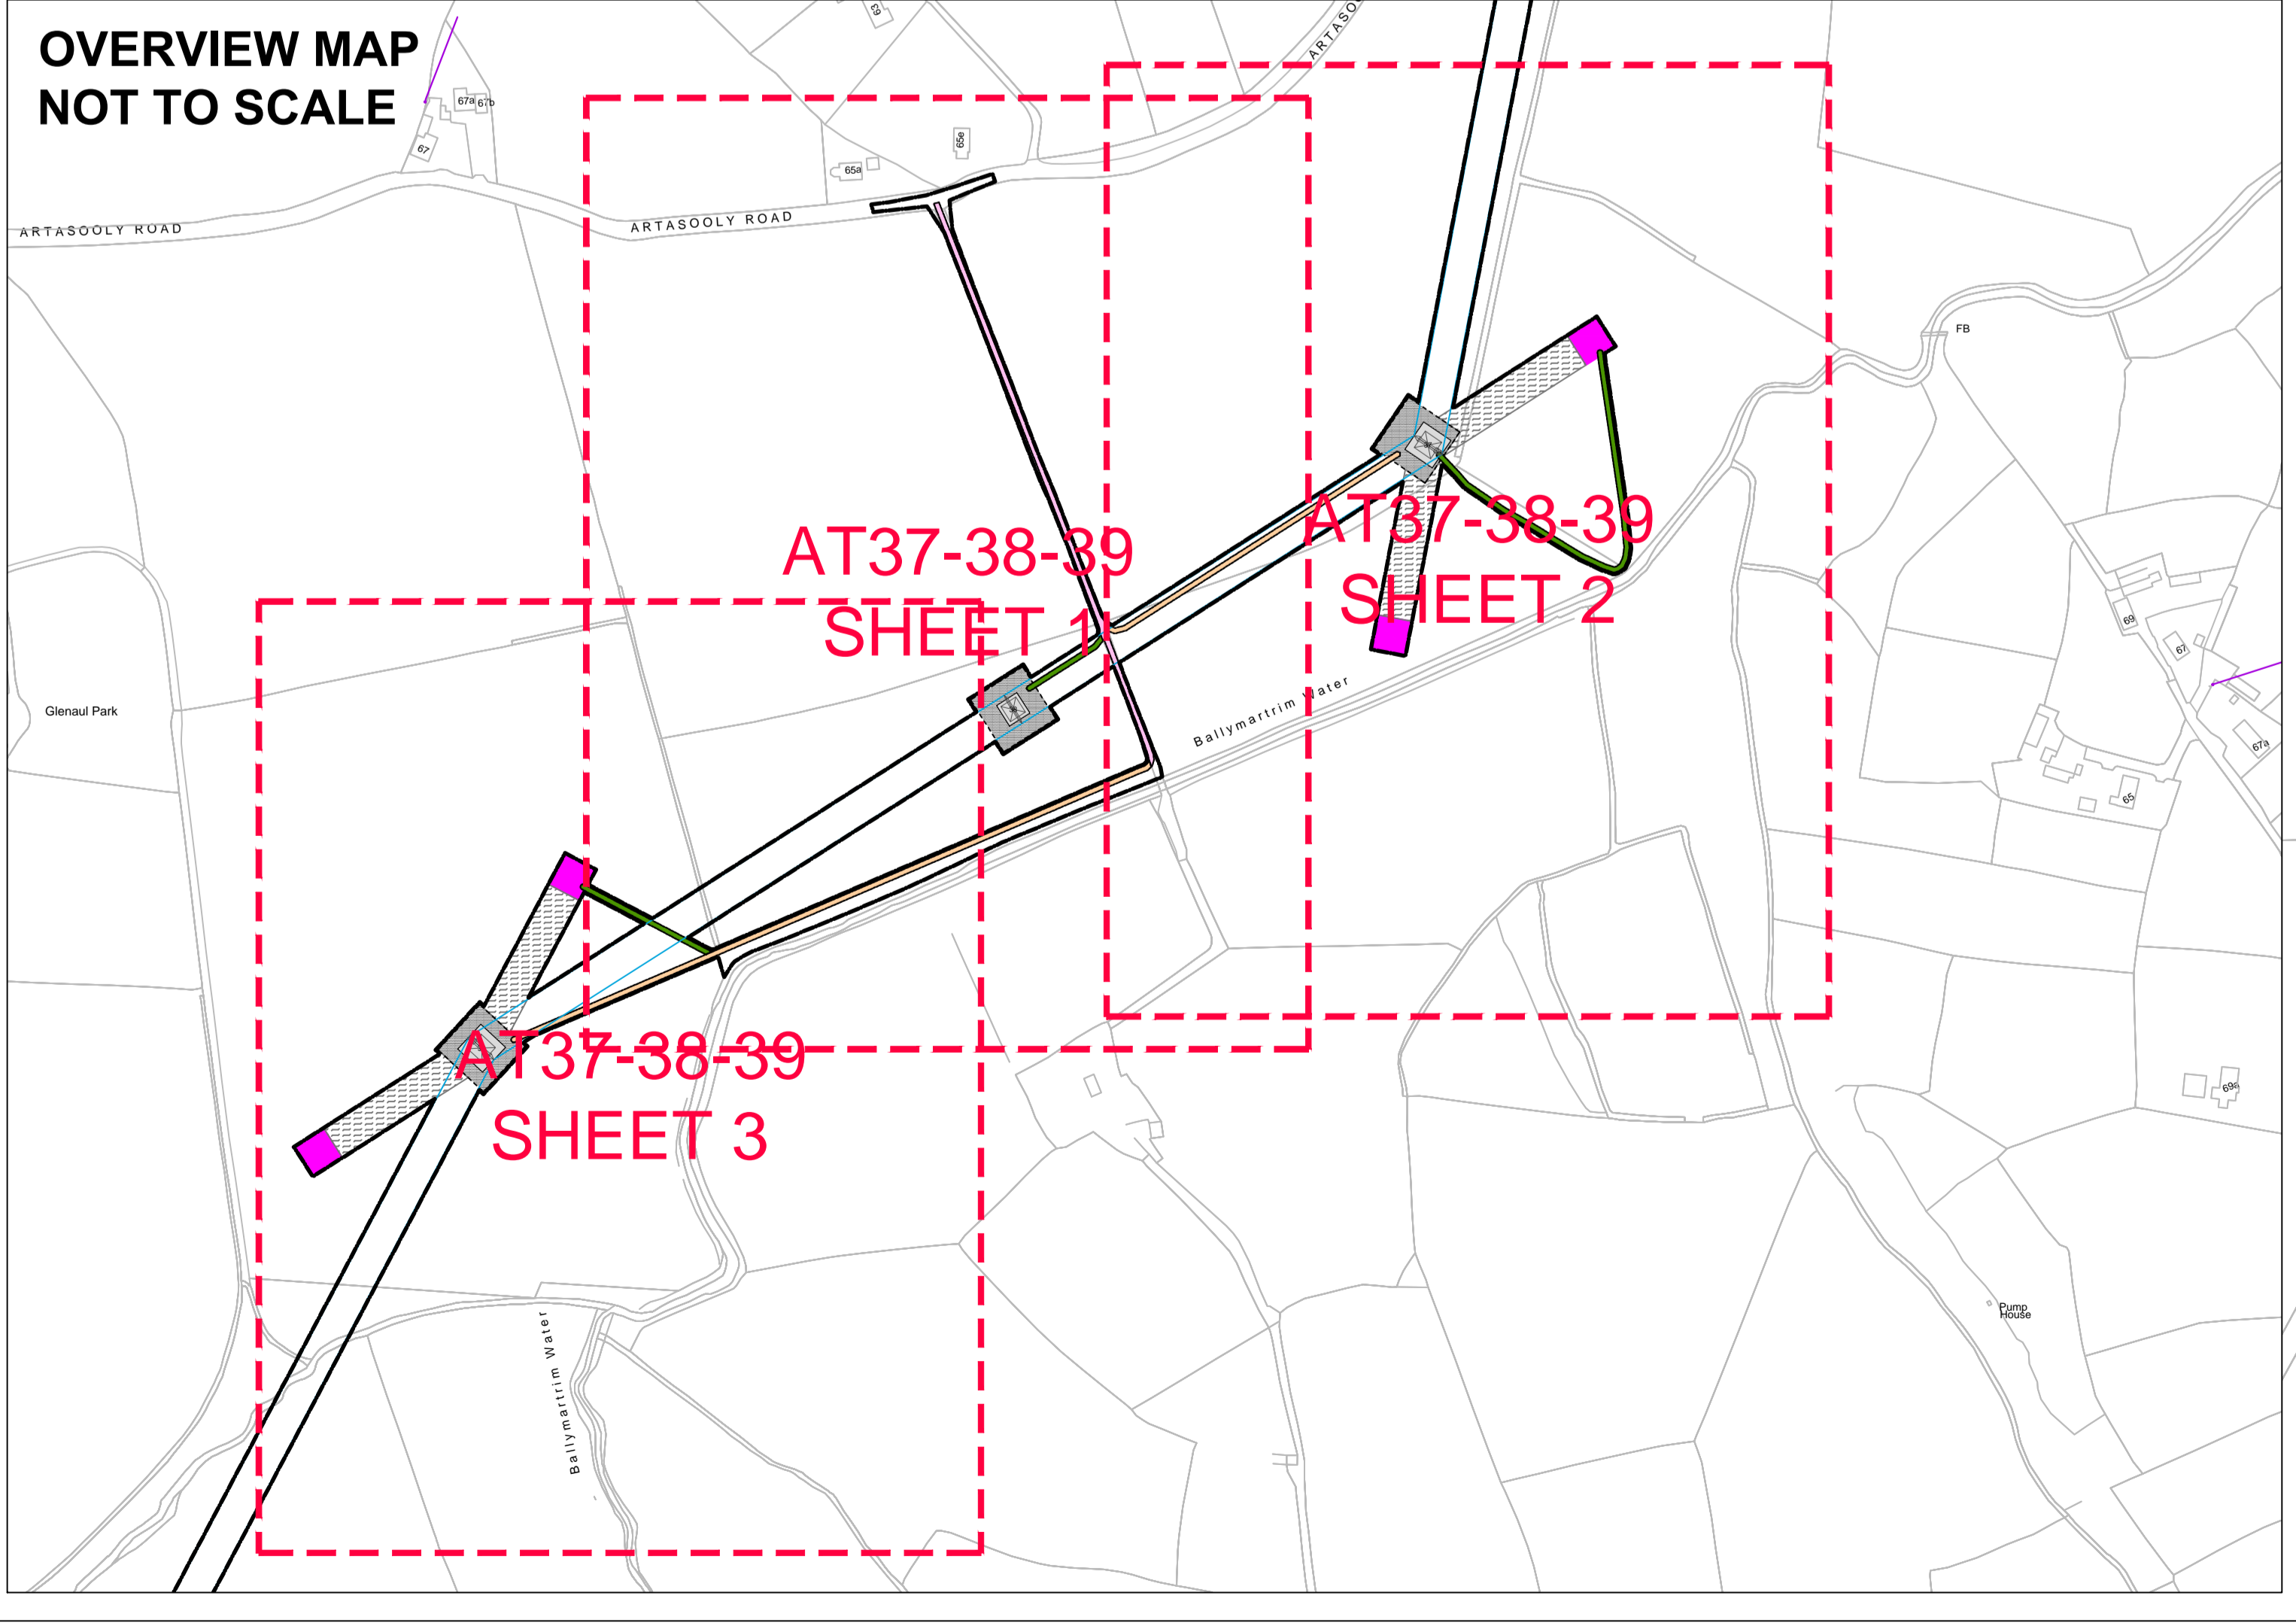 OVERVIEW MAP
NOT TO SCALE
63
ARTASO
67a
67b
67
65e
65a
ARTASOOLY ROAD
ARTASOOLY ROAD
FB
AT37-38-39
SHEET 2
AT37-38-39
SHEET 1
69
67
Glenaul Park
Ballymartrim Water
67a
65
AT37-38-39
SHEET 3
69a
Pump
House
Ballymartrim Water